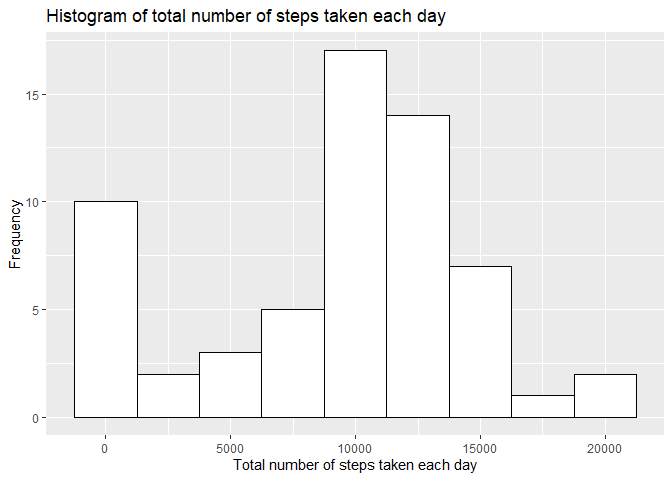 Histogram of total number of steps taken each day
15
10
5
0
Frequency
0 5000 10000 15000 20000
Total number of steps taken each day